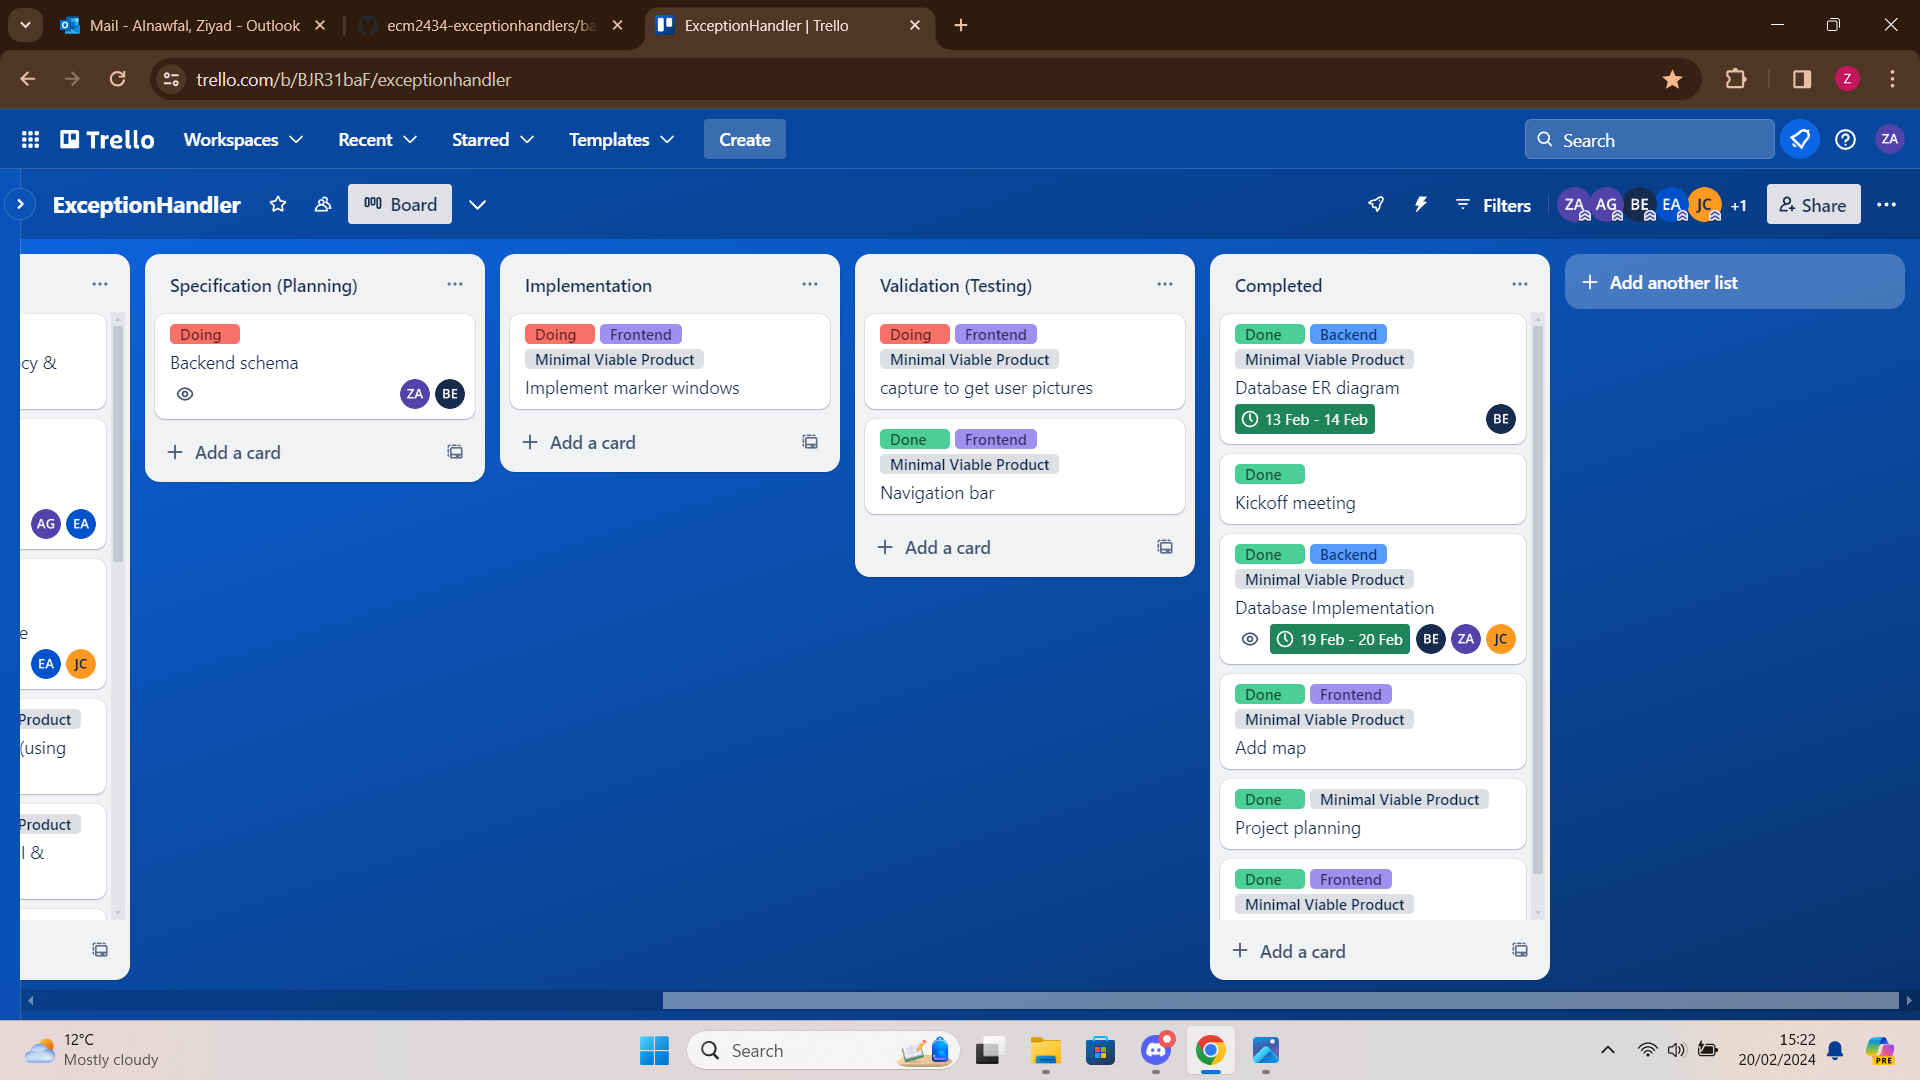 Mail - Alnawfal, Ziyad - Outlook
ecm2434-exceptionhandlers/ba
ExceptionHandler | Trello
trello.com/b/BJR31baF/exceptionhandler
Z
Trello
Workspaces
Recent
Starred
Templates
Create
Search
ZA
ExceptionHandler
Board
Filters
ZA
AG
BE
EA
JC
+1
Share
cy &
AG
EA
e
EA
JC
Product
(using
Product
l &
Specification (Planning)
Doing
Backend schema
ZA
BE
Add a card
Implementation
Doing Frontend
Minimal Viable Product
Implement marker windows
Add a card
Validation (Testing)
Doing Frontend
Minimal Viable Product
capture to get user pictures
Done Frontend
Minimal Viable Product
Navigation bar
Add a card
Completed
Done Backend
Minimal Viable Product
Database ER diagram
13 Feb - 14 Feb
BE
Done
Kickoff meeting
Done Backend
Minimal Viable Product
Database Implementation
19 Feb - 20 Feb
BE
ZA
JC
Done Frontend
Minimal Viable Product
Add map
Done Minimal Viable Product
Project planning
Done Frontend
Minimal Viable Product
Add a card
Add another list
12°C
Mostly cloudy
Search
15:22
20/02/2024
PRE